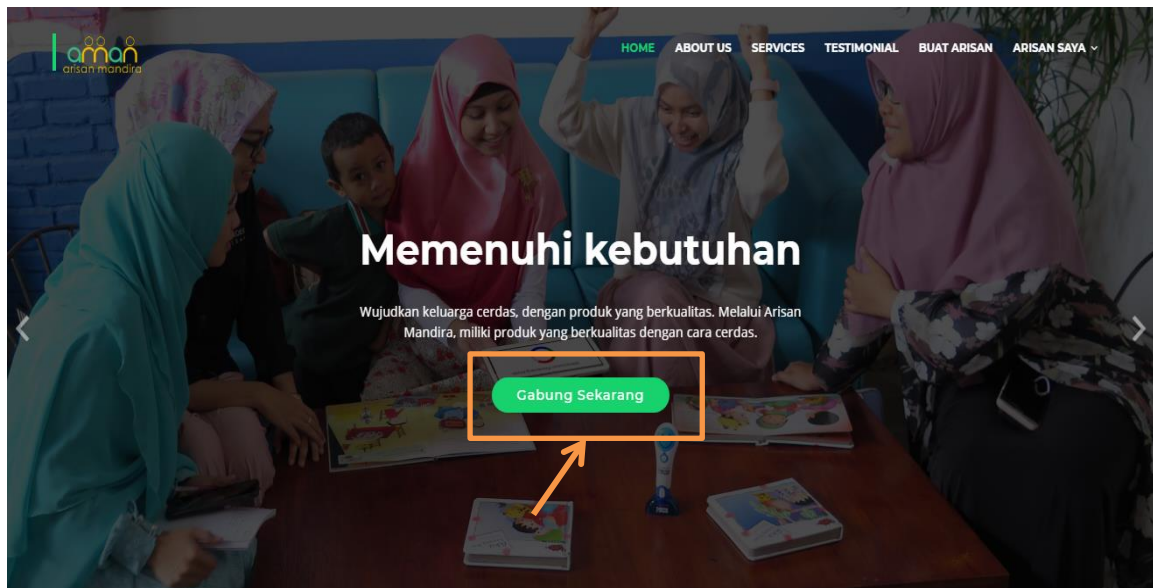 aman
arisan mandira
HOME ABOUT US SERVICES TESTIMONIAL BUAT ARISAN ARISAN SAYA
Memenuhi kebutuhan
Wujudkan keluarga cerdas, dengan produk yang berkualitas. Melalui Arisan
Mandira, miliki produk yang berkualitas dengan cara cerdas.
Gabung Sekarang